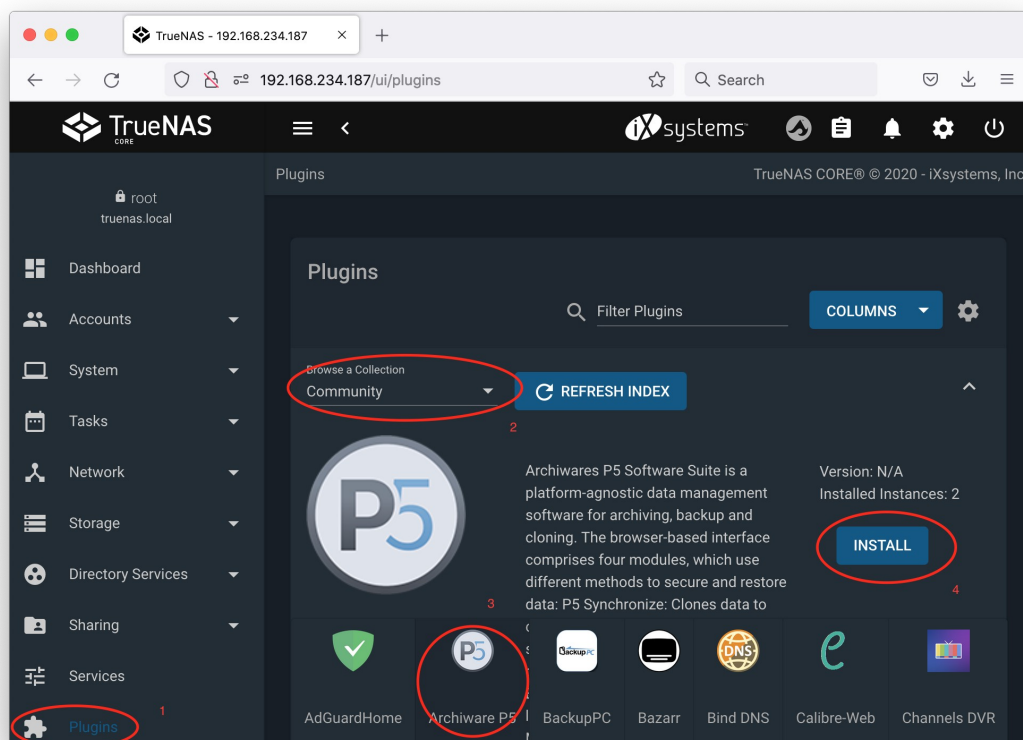 TrueNAS - 192.168.234.187
192.168.234.187/ui/plugins
Search
TrueNAS
CORE
iX systems
root
truenas.local
Plugins
TrueNAS CORE® © 2020 - iXsystems, Inc
Dashboard
Accounts
System
Tasks
Network
Storage
Directory Services
Sharing
Services
Plugins
1
Plugins
Filter Plugins
COLUMNS
Browse a Collection
Community
REFRESH INDEX
2
P5
Archiwares P5 Software Suite is a
platform-agnostic data management
software for archiving, backup and
cloning. The browser-based interface
comprises four modules, which use
different methods to secure and restore
data: P5 Synchronize: Clones data to
Version: N/A
Installed Instances: 2
INSTALL
4
3
P5
BackupPC
DNS
AdGuardHome
Archiware P5
BackupPC
Bazarr
Bind DNS
Calibre-Web
Channels DVR